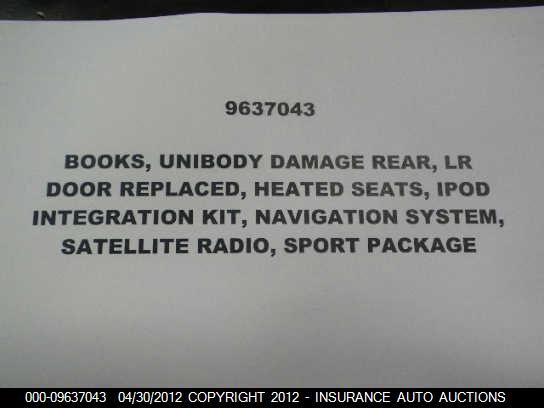 9637043
BOOKS, UNIBODY DAMAGE REAR, LR
DOOR REPLACED, HEATED SEATS, IPOD
INTEGRATION KIT, NAVIGATION SYSTEM,
SATELLITE RADIO, SPORT PACKAGE
000-09637043 04/30/2012 COPYRIGHT 2012 - INSURANCE AUTO AUCTIONS